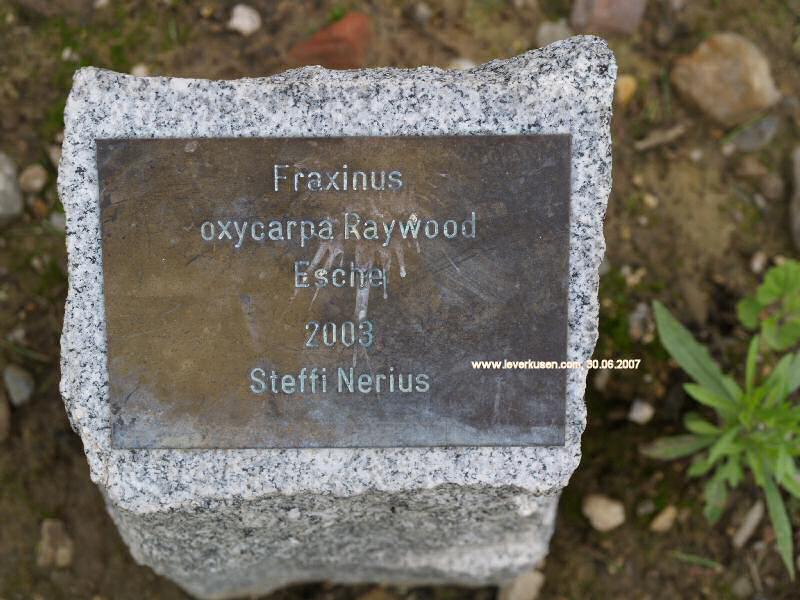 Fraxinus
oxycarpa Raywood
Esche
2003
Steffi Nerius
www.leverkusen.com, 30.06.2007